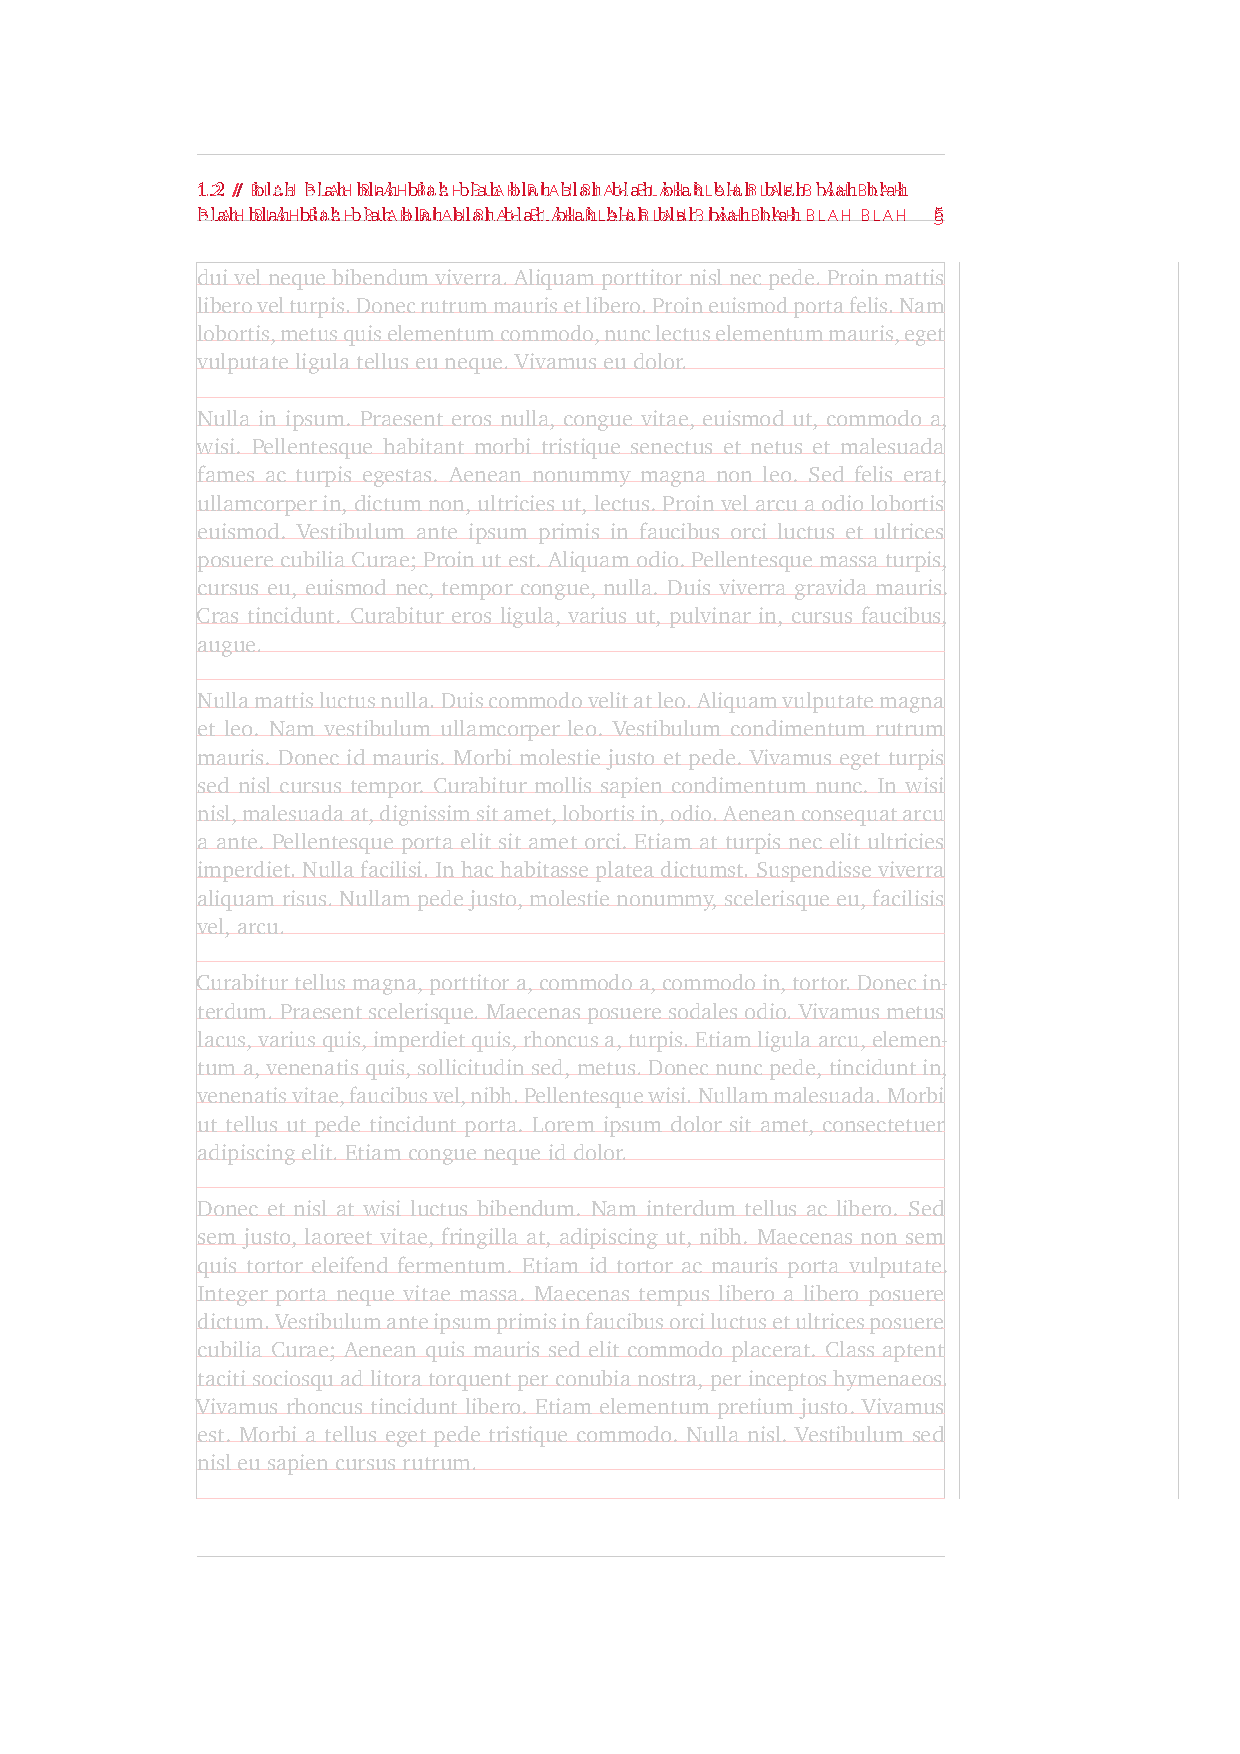 1.2 //
5
dui vel neque bibendum viverra. Aliquam porttitor nisl nec pede. Proin mattis
libero vel turpis. Donec rutrum mauris et libero. Proin euismod porta felis. Nam
lobortis, metus quis elementum commodo, nunc lectus elementum mauris, eget
vulputate ligula tellus eu neque. Vivamus eu dolor.
Nulla in ipsum. Praesent eros nulla, congue vitae, euismod ut, commodo a,
wisi. Pellentesque habitant morbi tristique senectus et netus et malesuada
fames ac turpis egestas. Aenean nonummy magna non leo. Sed felis erat,
ullamcorper in, dictum non, ultricies ut, lectus. Proin vel arcu a odio lobortis
euismod. Vestibulum ante ipsum primis in faucibus orci luctus et ultrices
posuere cubilia Curae; Proin ut est. Aliquam odio. Pellentesque massa turpis,
cursus eu, euismod nec, tempor congue, nulla. Duis viverra gravida mauris.
Cras tincidunt. Curabitur eros ligula, varius ut, pulvinar in, cursus faucibus,
augue.
Nulla mattis luctus nulla. Duis commodo velit at leo. Aliquam vulputate magna
et leo. Nam vestibulum ullamcorper leo. Vestibulum condimentum rutrum
mauris. Donec id mauris. Morbi molestie justo et pede. Vivamus eget turpis
sed nisl cursus tempor. Curabitur mollis sapien condimentum nunc. In wisi
nisl, malesuada at, dignissim sit amet, lobortis in, odio. Aenean consequat arcu
a ante. Pellentesque porta elit sit amet orci. Etiam at turpis nec elit ultricies
imperdiet. Nulla facilisi. In hac habitasse platea dictumst. Suspendisse viverra
aliquam risus. Nullam pede justo, molestie nonummy, scelerisque eu, facilisis
vel, arcu.
Curabitur tellus magna, porttitor a, commodo a, commodo in, tortor. Donec in-
terdum. Praesent scelerisque. Maecenas posuere sodales odio. Vivamus metus
lacus, varius quis, imperdiet quis, rhoncus a, turpis. Etiam ligula arcu, elemen-
tum a, venenatis quis, sollicitudin sed, metus. Donec nunc pede, tincidunt in,
venenatis vitae, faucibus vel, nibh. Pellentesque wisi. Nullam malesuada. Morbi
ut tellus ut pede tincidunt porta. Lorem ipsum dolor sit amet, consectetuer
adipiscing elit. Etiam congue neque id dolor.
Donec et nisl at wisi luctus bibendum. Nam interdum tellus ac libero. Sed
sem justo, laoreet vitae, fringilla at, adipiscing ut, nibh. Maecenas non sem
quis tortor eleifend fermentum. Etiam id tortor ac mauris porta vulputate.
Integer porta neque vitae massa. Maecenas tempus libero a libero posuere
dictum. Vestibulum ante ipsum primis in faucibus orci luctus et ultrices posuere
cubilia Curae; Aenean quis mauris sed elit commodo placerat. Class aptent
taciti sociosqu ad litora torquent per conubia nostra, per inceptos hymenaeos.
Vivamus rhoncus tincidunt libero. Etiam elementum pretium justo. Vivamus
est. Morbi a tellus eget pede tristique commodo. Nulla nisl. Vestibulum sed
nisl eu sapien cursus rutrum.